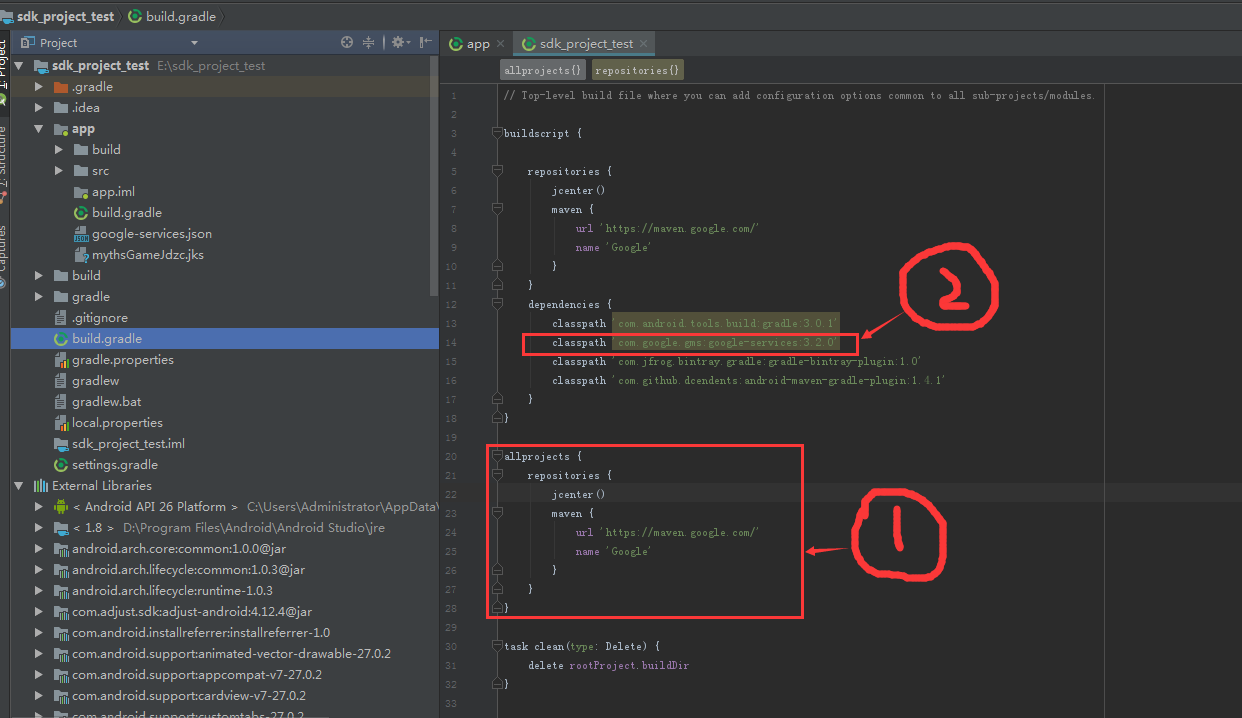 sdk_project_test build.gradle
Project
app
sdk_project_test
sdk_project_test E:\sdk_project_test
.gradle
.idea
app
build
src
app.iml
build.gradle
google-services.json
mythsGameJdzc.jks
build
gradle
.gitignore
build.gradle
gradle.properties
gradlew
gradlew.bat
local.properties
sdk_project_test.iml
settings.gradle
External Libraries
< Android API 26 Platform > C:\Users\Administrator\AppData\
< 1.8 > D:\Program Files\Android\Android Studio\jre
android.arch.core:common:1.0.0@jar
android.arch.lifecycle:common:1.0.3@jar
android.arch.lifecycle:runtime-1.0.3
com.adjust.sdk:adjust-android:4.12.4@jar
com.android.installreferrer:installreferrer-1.0
com.android.support:animated-vector-drawable-27.0.2
com.android.support:appcompat-v7-27.0.2
com.android.support:cardview-v7-27.0.2
com.android.support:customtabs-27.0.2
1: Project
7: Structure
Captures
allprojects{} repositories{}
1 // Top-level build file where you can add configuration options common to all sub-projects/modules.
2
3 buildscript {
4
5 repositories {
6 jcenter()
7 maven {
8 url 'https://maven.google.com/'
9 name 'Google'
10 }
11 }
12 dependencies {
13 classpath 'com.android.tools.build:gradle:3.0.1'
14 classpath 'com.google.gms:google-services:3.2.0'
15 classpath 'com.jfrog.bintray.gradle:gradle-bintray-plugin:1.0'
16 classpath 'com.github.dcendents:android-maven-gradle-plugin:1.4.1'
17 }
18 }
19
20 allprojects {
21 repositories {
22 jcenter()
23 maven {
24 url 'https://maven.google.com/'
25 name 'Google'
26 }
27 }
28 }
29
30 task clean(type: Delete) {
31 delete rootProject.buildDir
32 }
33
2
1